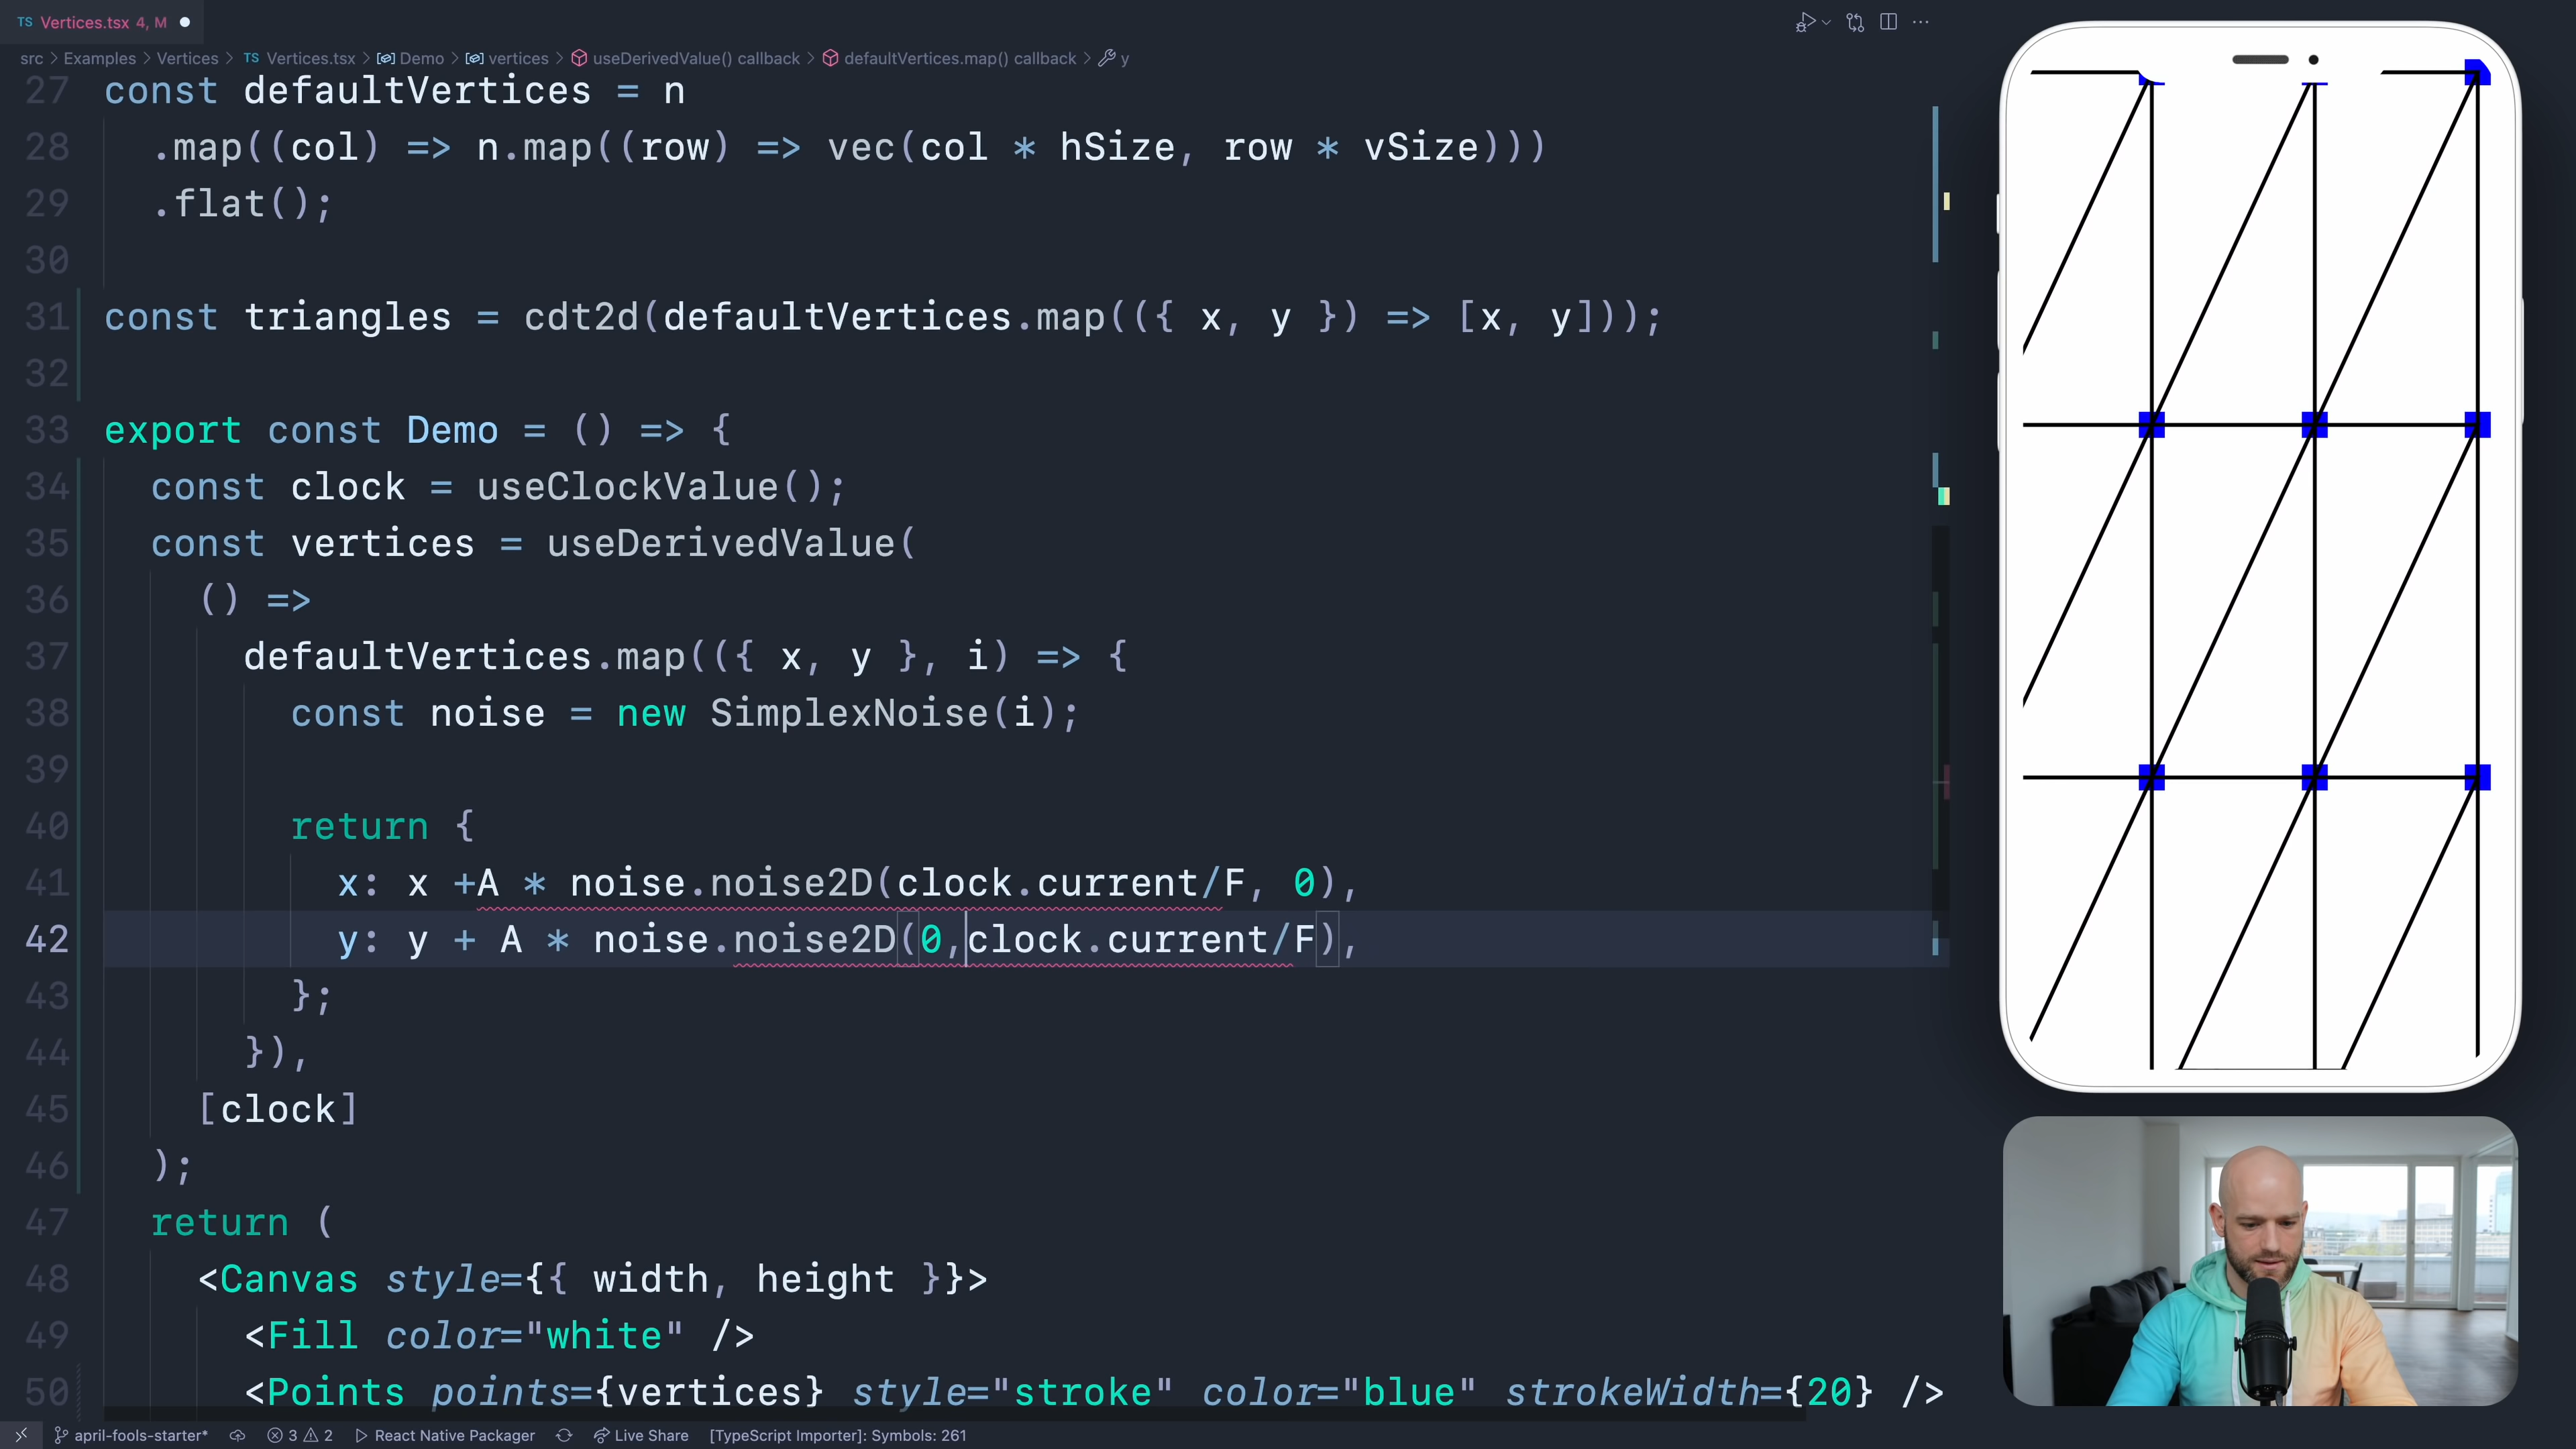 TS Vertices.tsx 4, M
src > Examples > Vertices > TS Vertices.tsx > Demo > vertices > useDerivedValue() callback > defaultVertices.map() callback > y
27 const defaultVertices = n
28 .map((col) => n.map((row) => vec(col * hSize, row * vSize)))
29 .flat();
30
31 const triangles = cdt2d(defaultVertices.map(({ x, y }) => [x, y]));
32
33 export const Demo = () => {
34 const clock = useClockValue();
35 const vertices = useDerivedValue(
36 () =>
37 defaultVertices.map(({ x, y }, i) => {
38 const noise = new SimplexNoise(i);
39
40 return {
41 x: x +A * noise.noise2D(clock.current/F, 0),
42 y: y + A * noise.noise2D(0,clock.current/F),
43 };
44 }),
45 [clock]
46 );
47 return (
48 <Canvas style={{ width, height }}>
49 <Fill color="white" />
50 <Points points={vertices} style="stroke" color="blue" strokeWidth={20} />
april-fools-starter* 3 2 React Native Packager Live Share [TypeScript Importer]: Symbols: 261